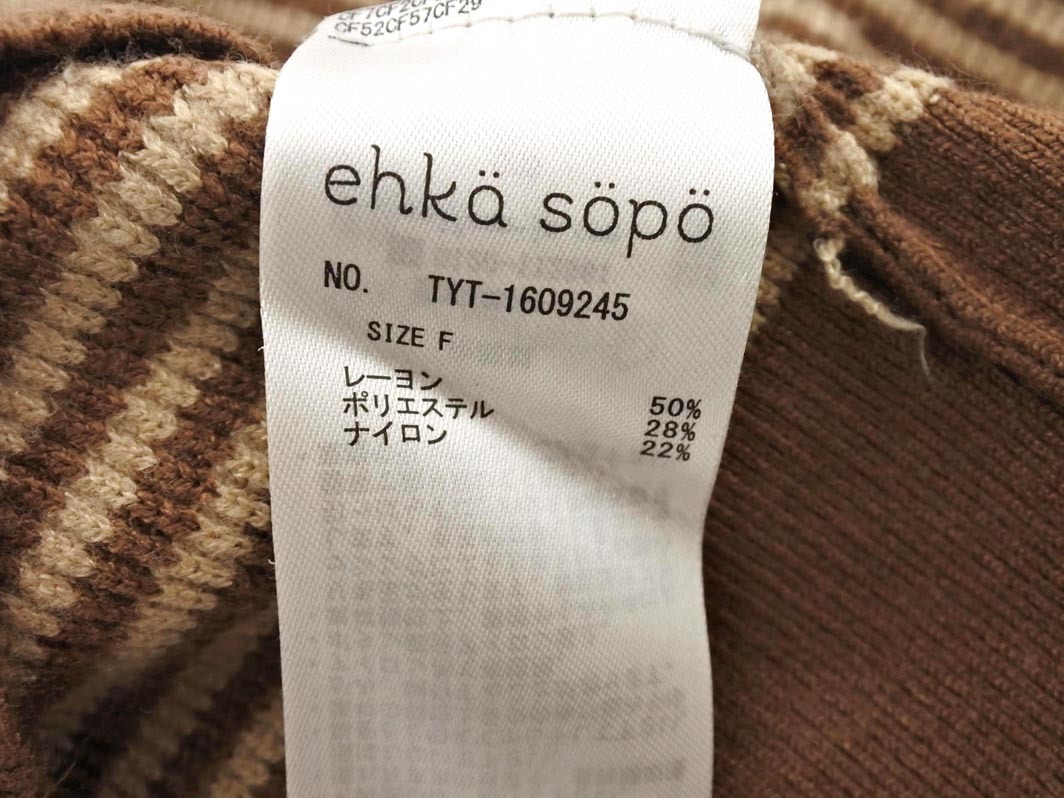 CF52CF57CF29
ehkä söpö
NO. TYT-1609245
SIZE F
レーヨン 50%
ポリエステル 28%
ナイロン 22%